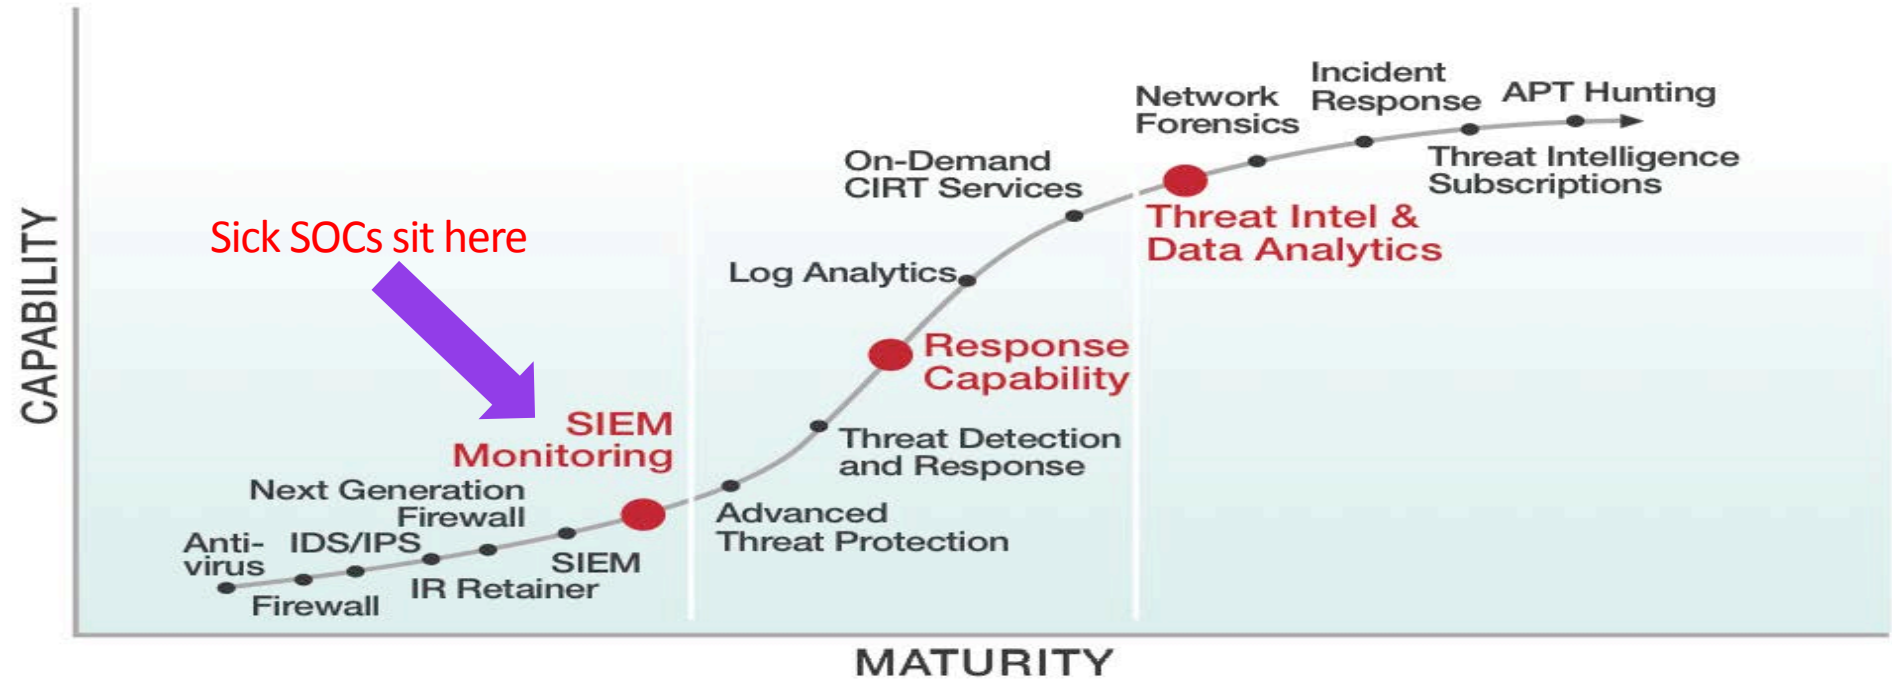 CAPABILITY
Sick SOCs sit here
Anti-
virus
Firewall
IDS/IPS
IR Retainer
Next Generation
Firewall
SIEM
SIEM
Monitoring
Advanced
Threat Protection
Threat Detection
and Response
Response
Capability
Log Analytics
On-Demand
CIRT Services
Threat Intel &
Data Analytics
Network
Forensics
Incident
Response
Threat Intelligence
Subscriptions
APT Hunting
MATURITY